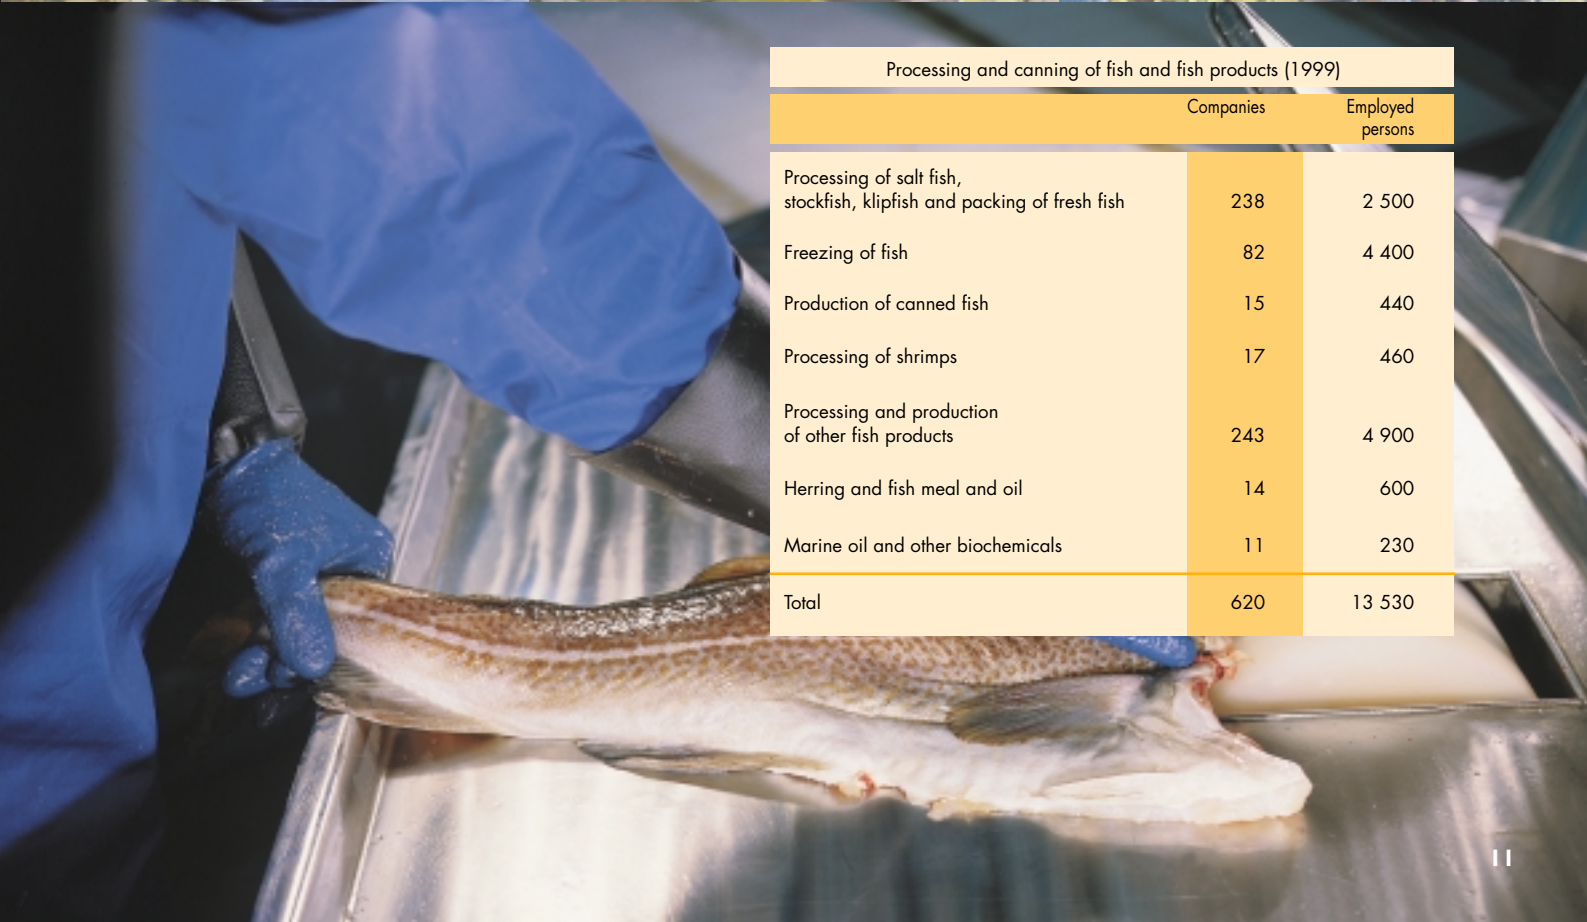 Processing and canning of fish and fish products (1999)
Companies Employed
persons
Processing of salt fish,
stockfish, klipfish and packing of fresh fish 238 2 500
Freezing of fish 82 4 400
Production of canned fish 15 440
Processing of shrimps 17 460
Processing and production
of other fish products 243 4 900
Herring and fish meal and oil 14 600
Marine oil and other biochemicals 11 230
Total 620 13 530
11